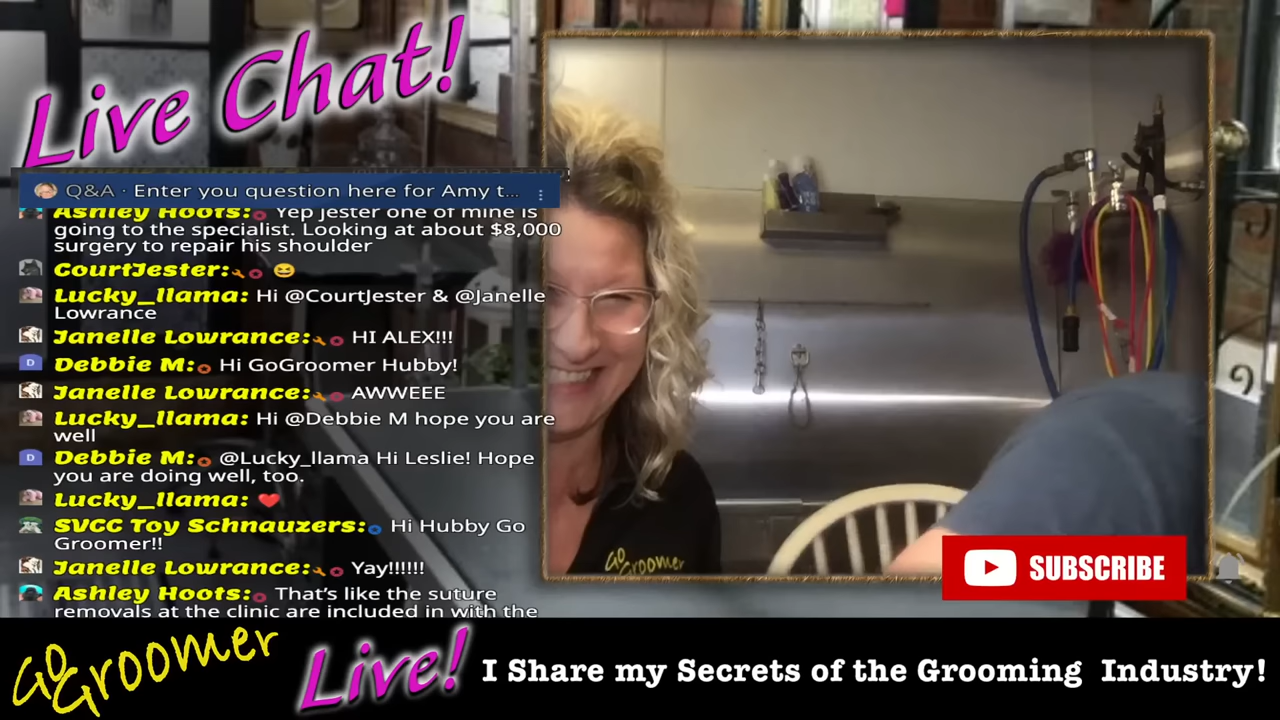 Live Chat!
Q&A · Enter you question here for Amy t...
Ashley Hoots: Yep Jester one of mine is
going to the specialist. Looking at about $8,000
surgery to repair his shoulder
CourtJester: 😆
Lucky_llama: Hi @CourtJester & @Janelle
Lowrance
Janelle Lowrance: HI ALEX!!!
Debbie M: Hi GoGroomer Hubby!
D
Janelle Lowrance: AWWEEE
Lucky_llama: Hi @Debbie M hope you are
well
Debbie M: @Lucky_llama Hi Leslie! Hope
D
you are doing well, too.
Lucky_llama: ❤️
SVGC Toy Schnauzers: Hi Hubby Go
Groomer!!
Janelle Lowrance: Yay!!!!!!
Ashley Hoots: That's like the suture
removals at the clinic are included in with the
Go Groomer
SUBSCRIBE
Go Groomer Live! I Share my Secrets of the Grooming Industry!